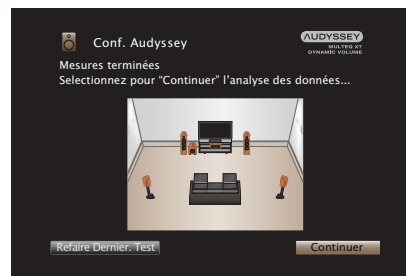 Conf. Audyssey
AUDYSSEY
MULTEQ XT
DYNAMIC VOLUME
Mesures terminées
Selectionnez pour “Continuer” l’analyse des données...
Refaire Dernier. Test
Continuer